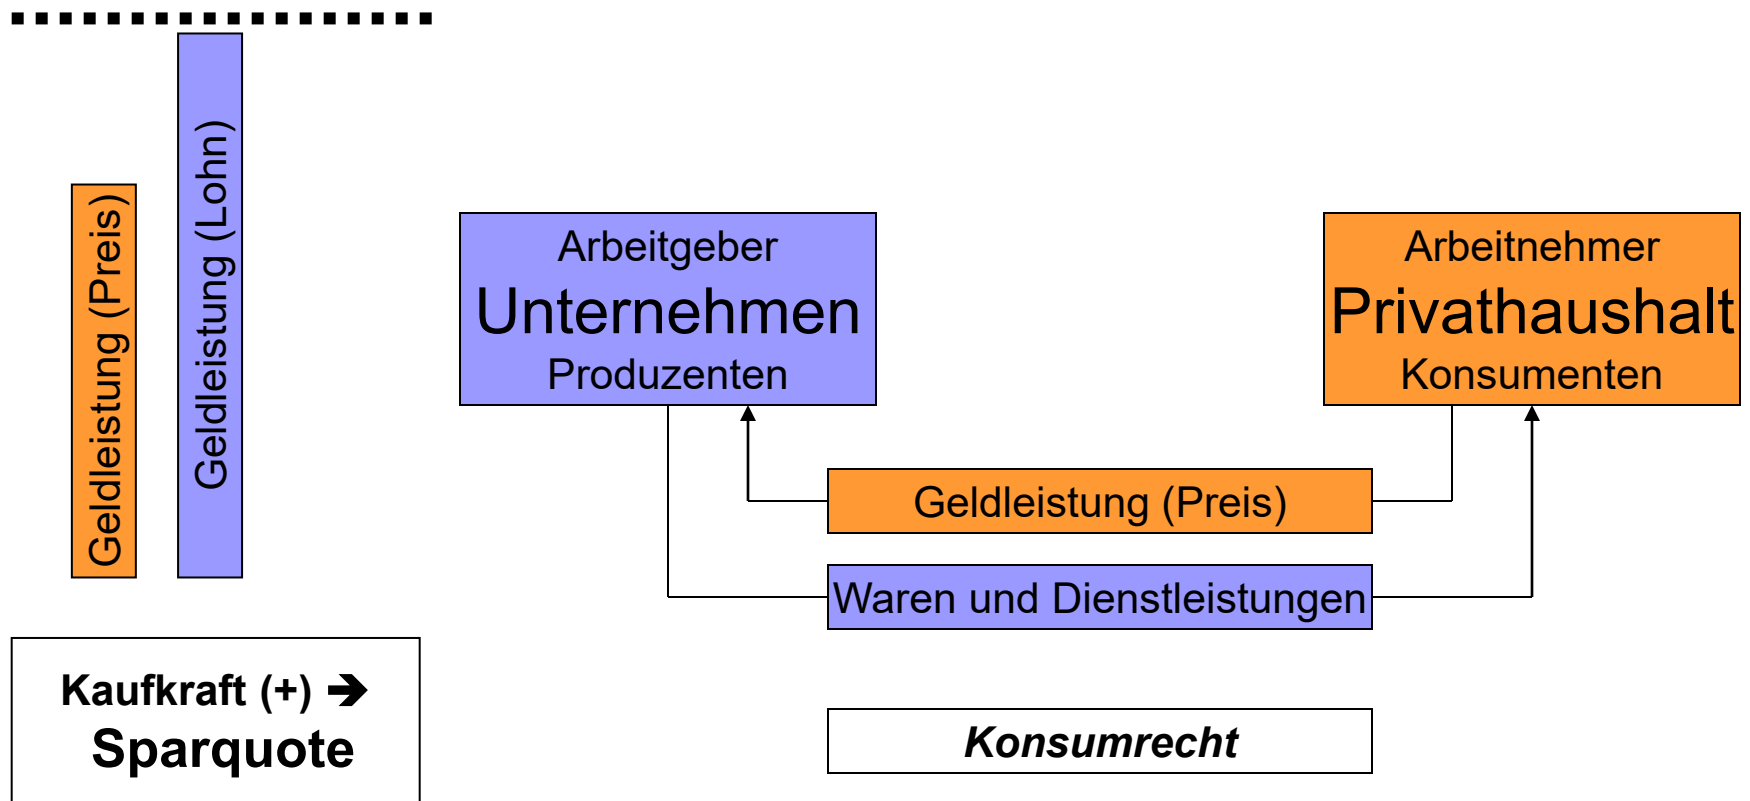 Geldleistung (Preis)
Geldleistung (Lohn)
Arbeitgeber
Unternehmen
Produzenten
Arbeitnehmer
Privathaushalt
Konsumenten
Geldleistung (Preis)
Waren und Dienstleistungen
Kaufkraft (+) ➔
Sparquote
Konsumrecht